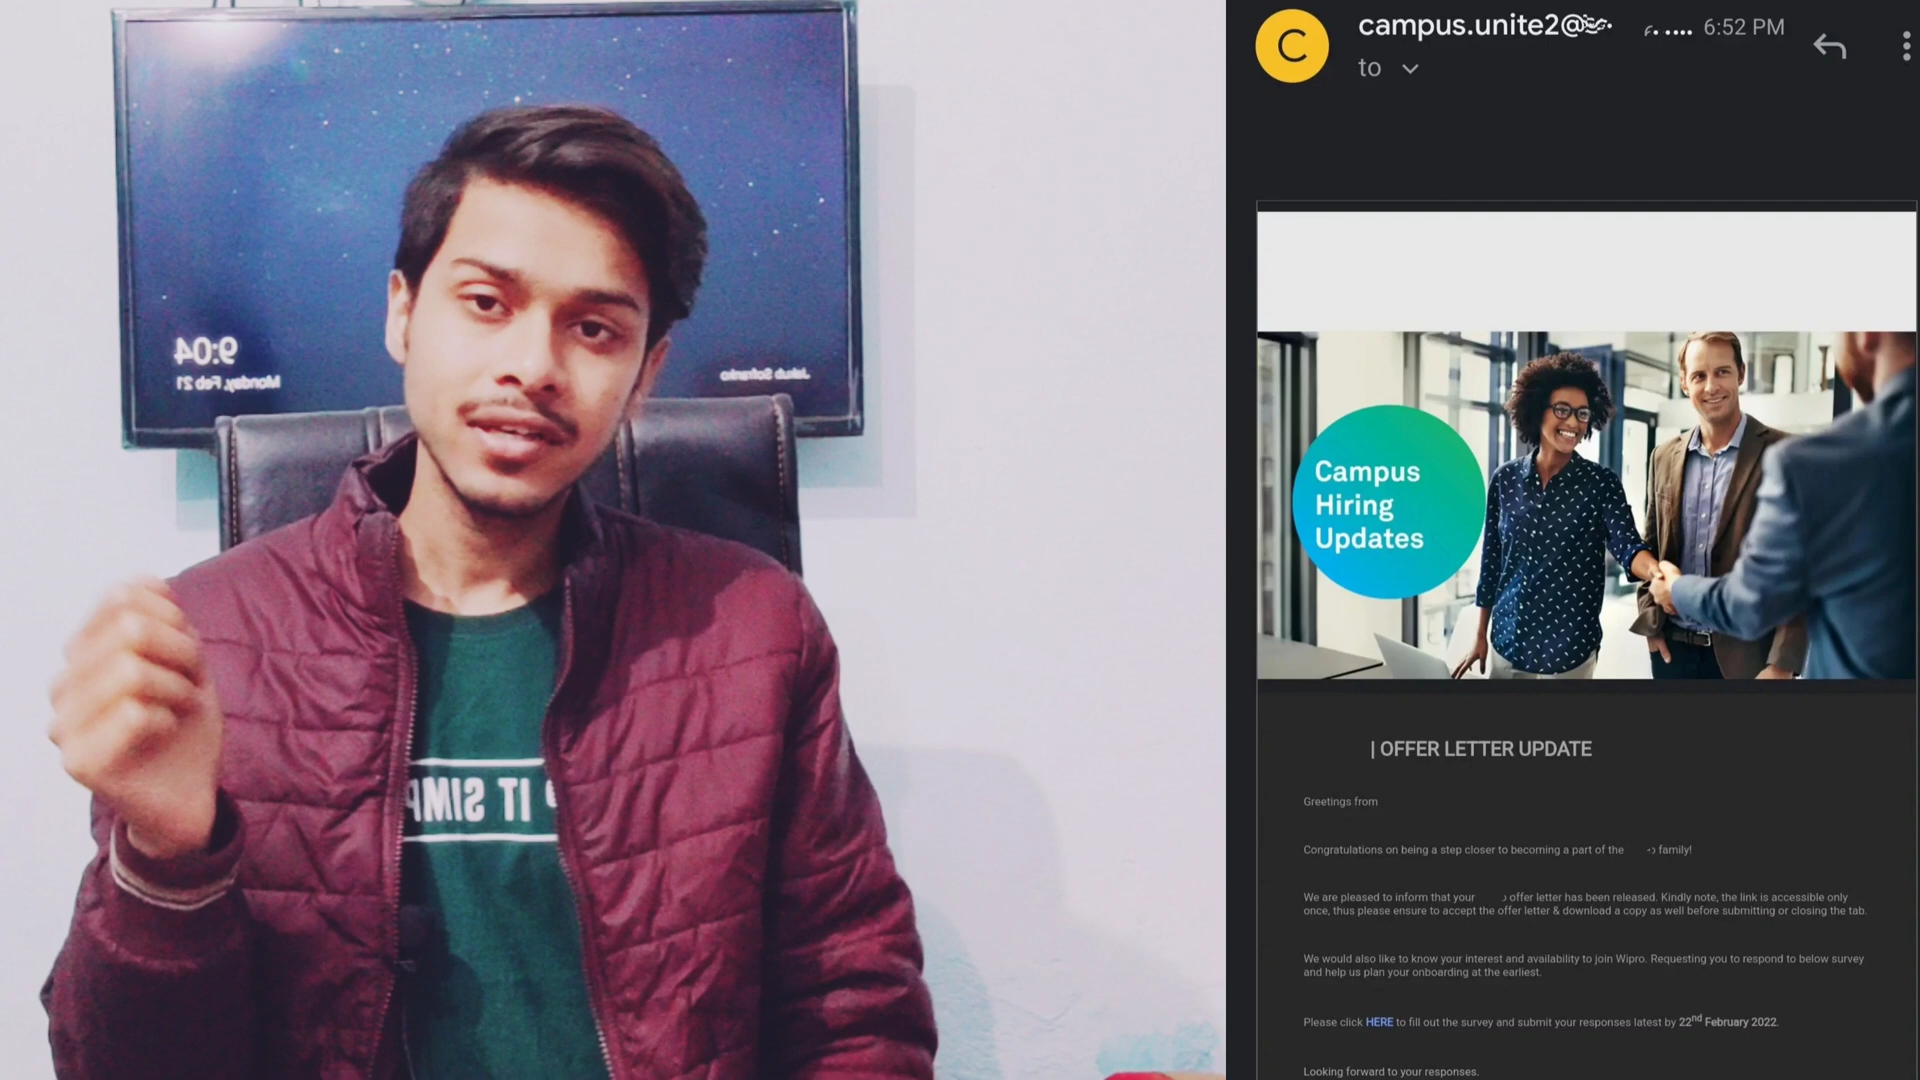 9:04
Monday, Feb 21
Jakub Sofranko
IT SIMP
campus.unite2@
6:52 PM
to
C
Campus
Hiring
Updates
| OFFER LETTER UPDATE
Greetings from
Congratulations on being a step closer to becoming a part of the family!
We are pleased to inform that your offer letter has been released. Kindly note, the link is accessible only
once, thus please ensure to accept the offer letter & download a copy as well before submitting or closing the tab.
We would also like to know your interest and availability to join Wipro. Requesting you to respond to below survey
and help us plan your onboarding at the earliest.
Please click HERE to fill out the survey and submit your responses latest by 22nd February 2022.
Looking forward to your responses.